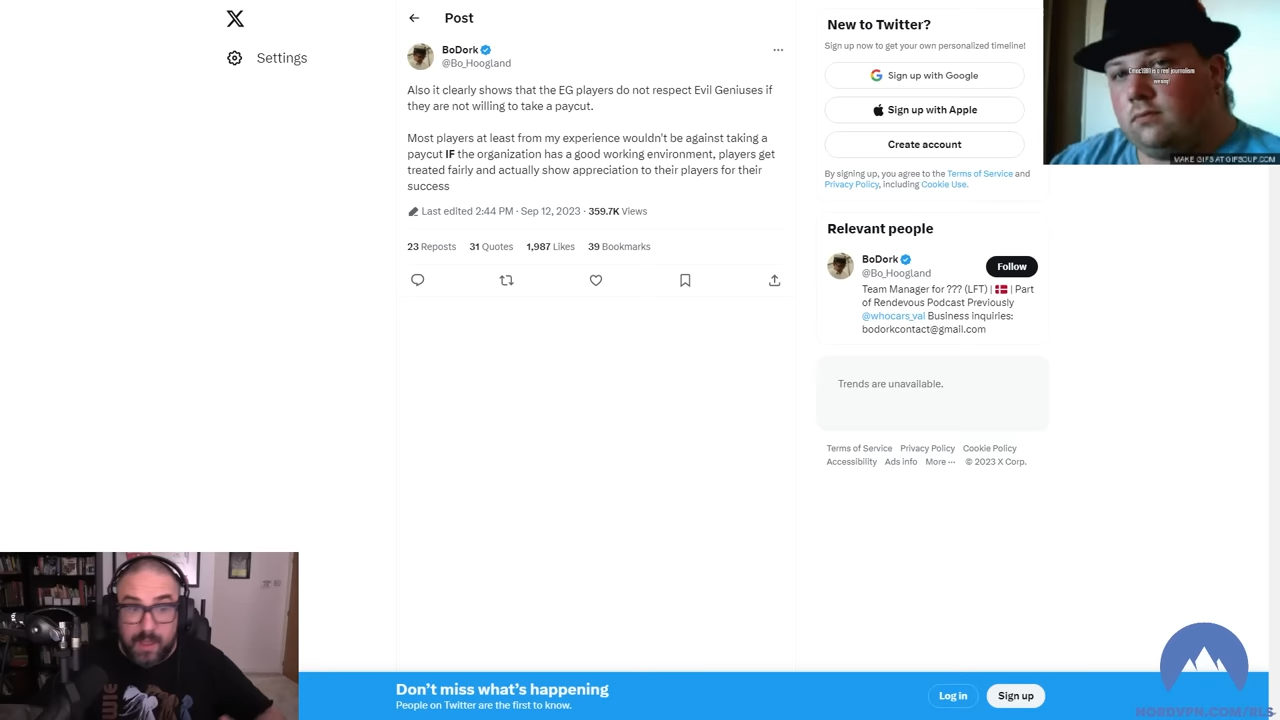 Settings
Post
BoDork
@Bo_Hoogland
Also it clearly shows that the EG players do not respect Evil Geniuses if
they are not willing to take a paycut.
Most players at least from my experience wouldn't be against taking a
paycut IF the organization has a good working environment, players get
treated fairly and actually show appreciation to their players for their
success
Last edited 2:44 PM · Sep 12, 2023 · 359.7K Views
23 Reposts 31 Quotes 1,987 Likes 39 Bookmarks
New to Twitter?
Sign up now to get your own personalized timeline!
Sign up with Google
Sign up with Apple
Create account
By signing up, you agree to the Terms of Service and
Privacy Policy, including Cookie Use.
Relevant people
BoDork
@Bo_Hoogland
Follow
Team Manager for ??? (LFT) | 🇩🇰 | Part
of Rendevous Podcast Previously
@whocars_val Business inquiries:
bodorkcontact@gmail.com
Trends are unavailable.
Terms of Service Privacy Policy Cookie Policy
Accessibility Ads info More ··· © 2023 X Corp.
is a real journalism
MAKE GIFS AT GIFSOUP.COM
Don't miss what's happening
People on Twitter are the first to know.
Log in
Sign up
NORDVPN.COM/RLS